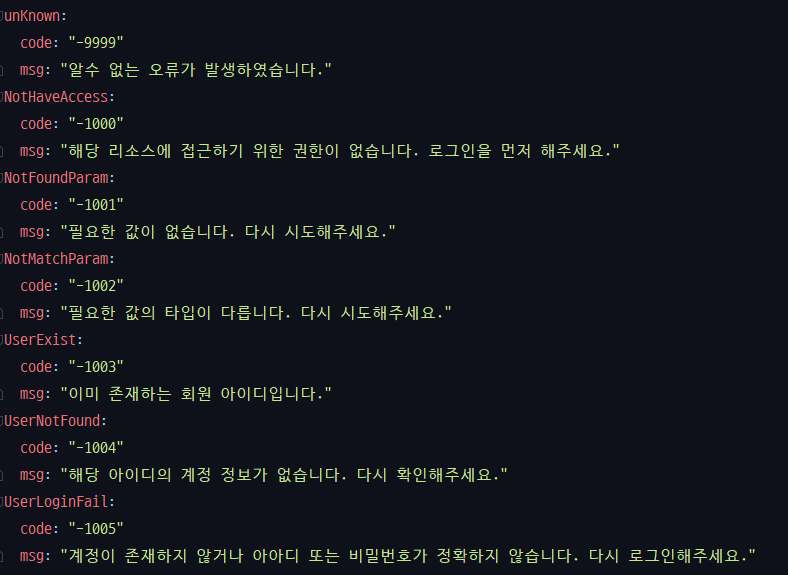 unKnown:
code: "-9999"
msg: "알수 없는 오류가 발생하였습니다."
NotHaveAccess:
code: "-1000"
msg: "해당 리소스에 접근하기 위한 권한이 없습니다. 로그인을 먼저 해주세요."
NotFoundParam:
code: "-1001"
msg: "필요한 값이 없습니다. 다시 시도해주세요."
NotMatchParam:
code: "-1002"
msg: "필요한 값의 타입이 다릅니다. 다시 시도해주세요."
UserExist:
code: "-1003"
msg: "이미 존재하는 회원 아이디입니다."
UserNotFound:
code: "-1004"
msg: "해당 아이디의 계정 정보가 없습니다. 다시 확인해주세요."
UserLoginFail:
code: "-1005"
msg: "계정이 존재하지 않거나 아아디 또는 비밀번호가 정확하지 않습니다. 다시 로그인해주세요."